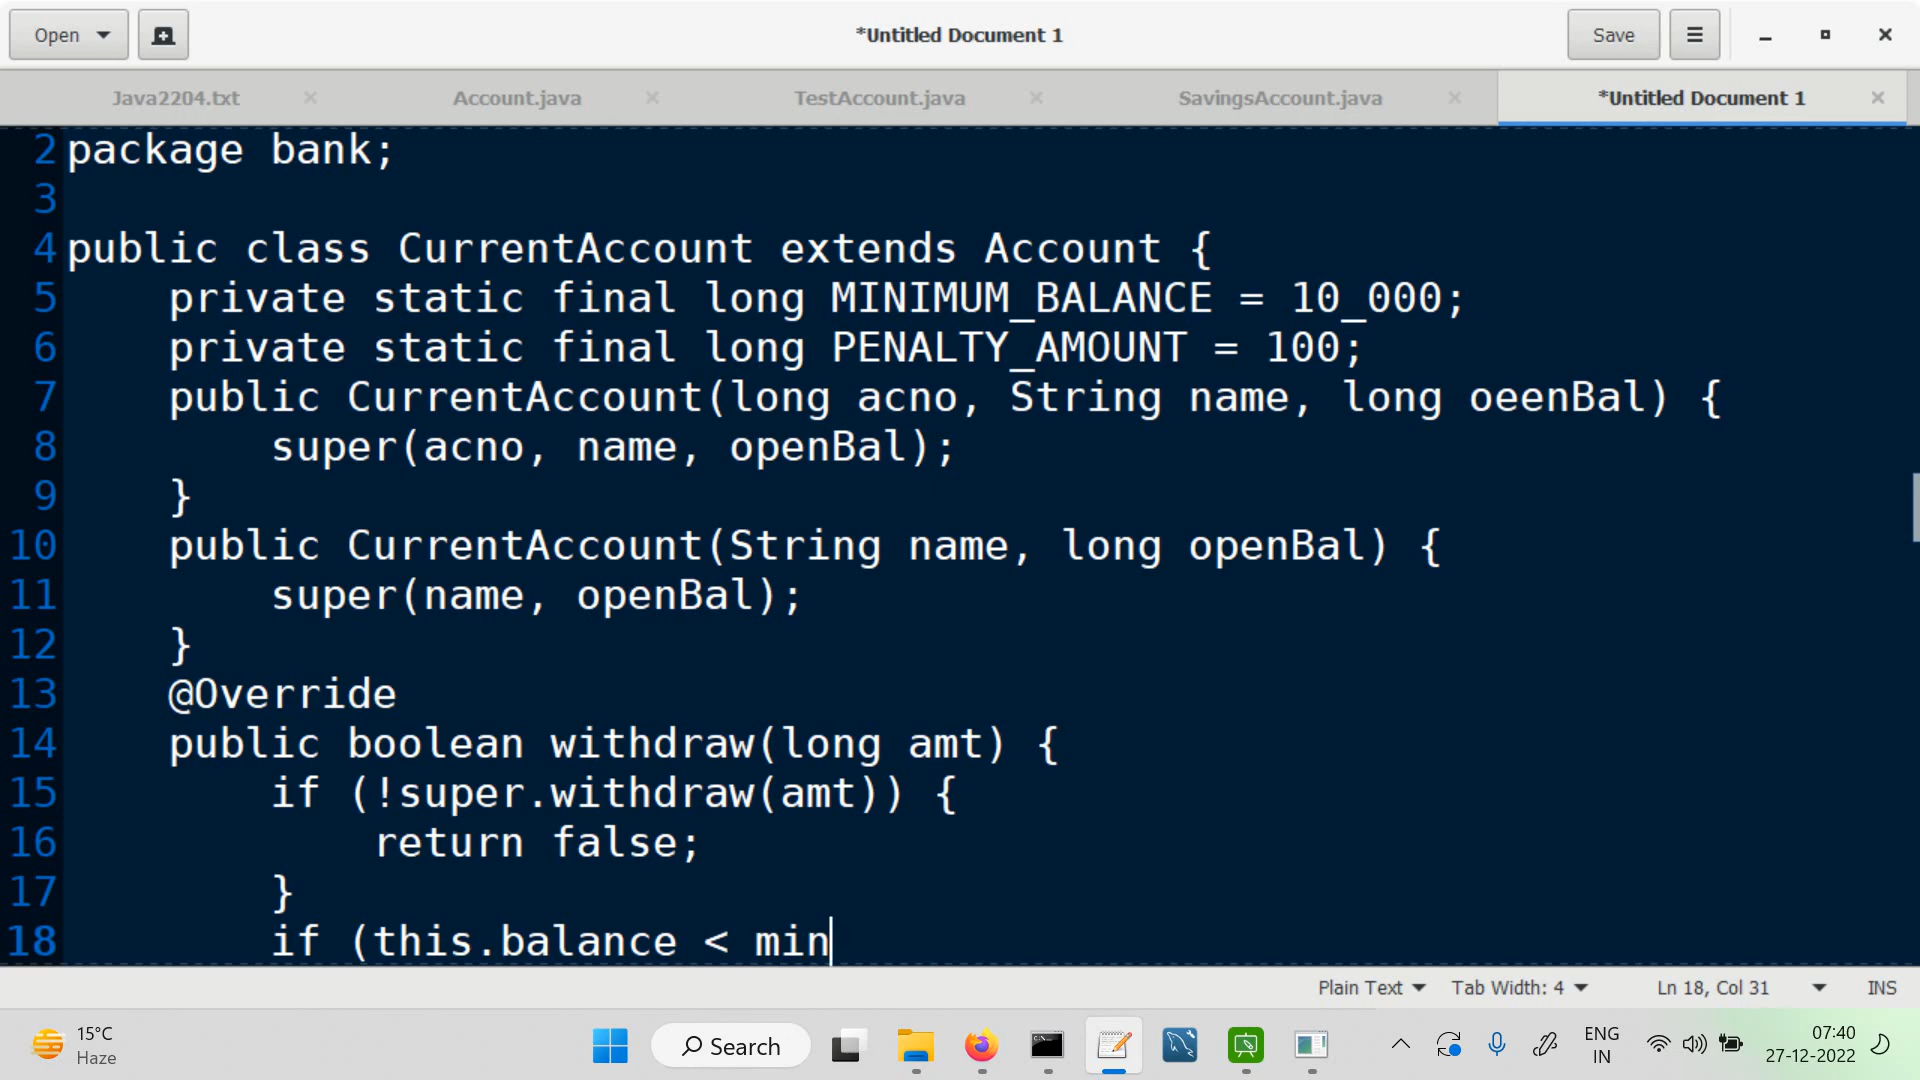 Open
*Untitled Document 1
Save
Java2204.txt
Account.java
TestAccount.java
SavingsAccount.java
*Untitled Document 1
2 package bank;
3
4 public class CurrentAccount extends Account {
5 private static final long MINIMUM_BALANCE = 10_000;
6 private static final long PENALTY_AMOUNT = 100;
7 public CurrentAccount(long acno, String name, long oeenBal) {
8 super(acno, name, openBal);
9 }
10 public CurrentAccount(String name, long openBal) {
11 super(name, openBal);
12 }
13 @Override
14 public boolean withdraw(long amt) {
15 if (!super.withdraw(amt)) {
16 return false;
17 }
18 if (this.balance < min
Plain Text
Tab Width: 4
Ln 18, Col 31
INS
15°C
Haze
Search
ENG
IN
07:40
27-12-2022